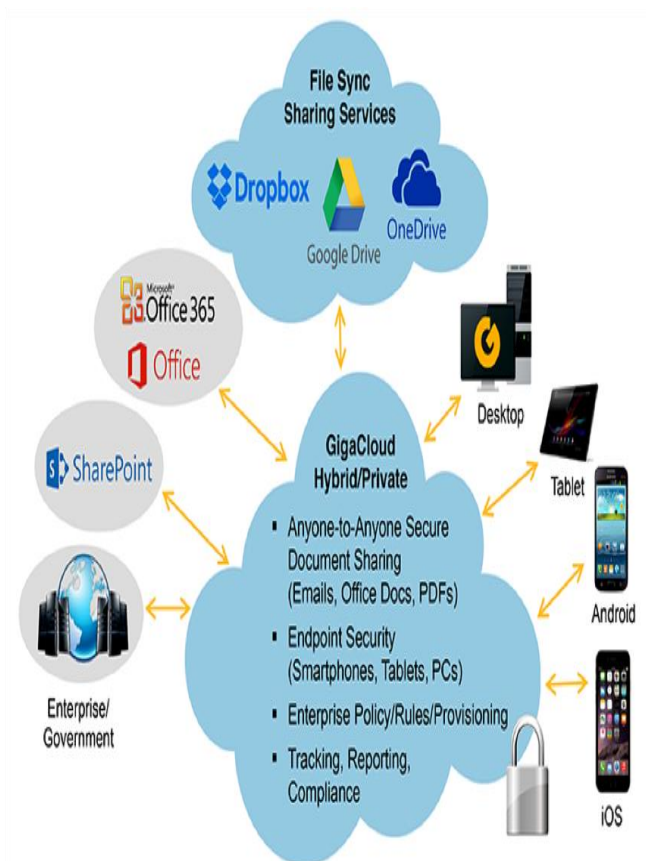 File Sync
Sharing Services
Dropbox
Google Drive
OneDrive
Microsoft®
Office 365
Office
S
SharePoint
Enterprise/
Government
GigaCloud
Hybrid/Private
▪ Anyone-to-Anyone Secure
Document Sharing
(Emails, Office Docs, PDFs)
▪ Endpoint Security
(Smartphones, Tablets, PCs)
▪ Enterprise Policy/Rules/Provisioning
▪ Tracking, Reporting,
Compliance
Desktop
Tablet
Android
iOS